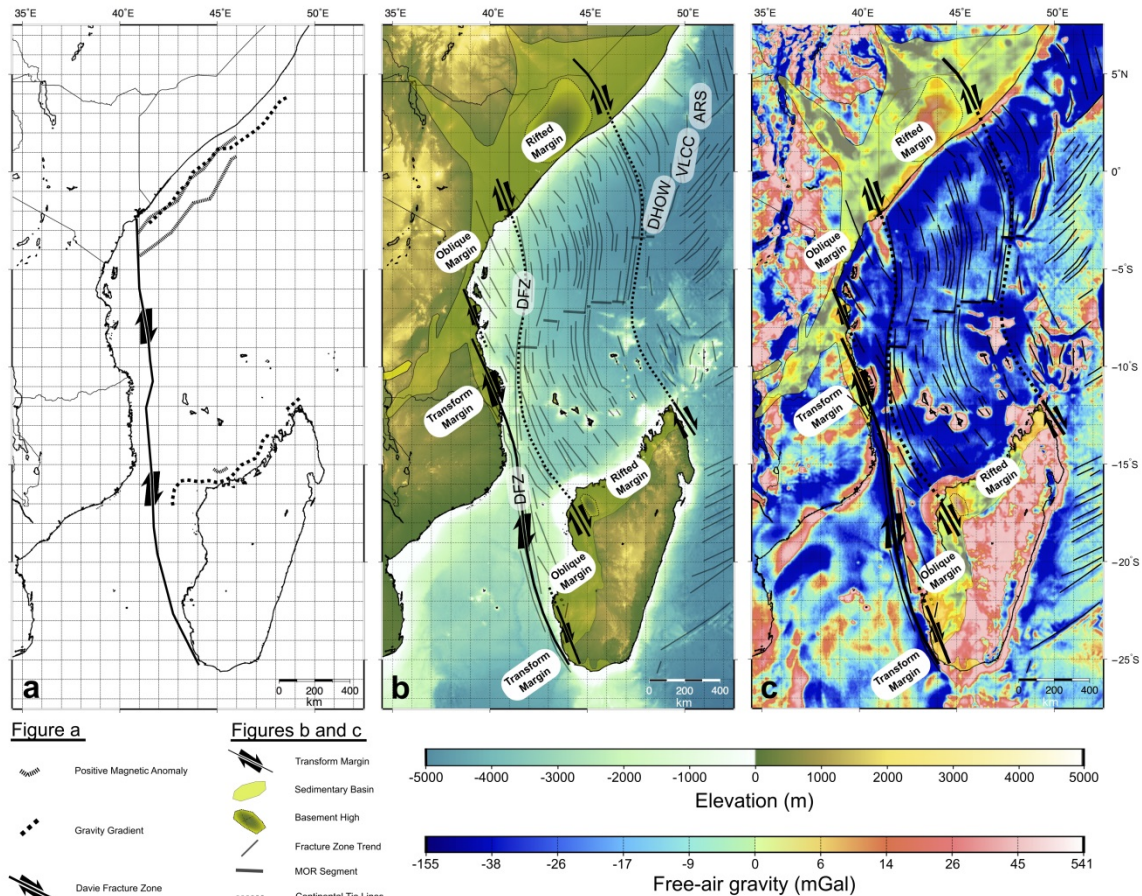 35˚E 40˚E 45˚E 50˚E 40˚E 45˚E 50˚E 35˚E 40˚E 45˚E 50˚E
5˚N
0˚
-5˚S
-10˚S
-15˚S
-20˚S
-25˚S
a
0 200 400
km
ARS
VLCC
DHOW
Rifted
Margin
Oblique
Margin
DFZ
Transform
Margin
DFZ
Rifted
Margin
Oblique
Margin
Transform
Margin
b
0 200 400
km
Rifted
Margin
Oblique
Margin
Transform
Margin
Rifted
Margin
Oblique
Margin
Transform
Margin
c
0 200 400
km
Figure a
Positive Magnetic Anomaly
Gravity Gradient
Davie Fracture Zone
Figures b and c
Transform Margin
Sedimentary Basin
Basement High
Fracture Zone Trend
MOR Segment
Continental Tie Lines
-5000 -4000 -3000 -2000 -1000 0 1000 2000 3000 4000 5000
Elevation (m)
-155 -38 -26 -17 -9 0 6 14 26 45 541
Free-air gravity (mGal)